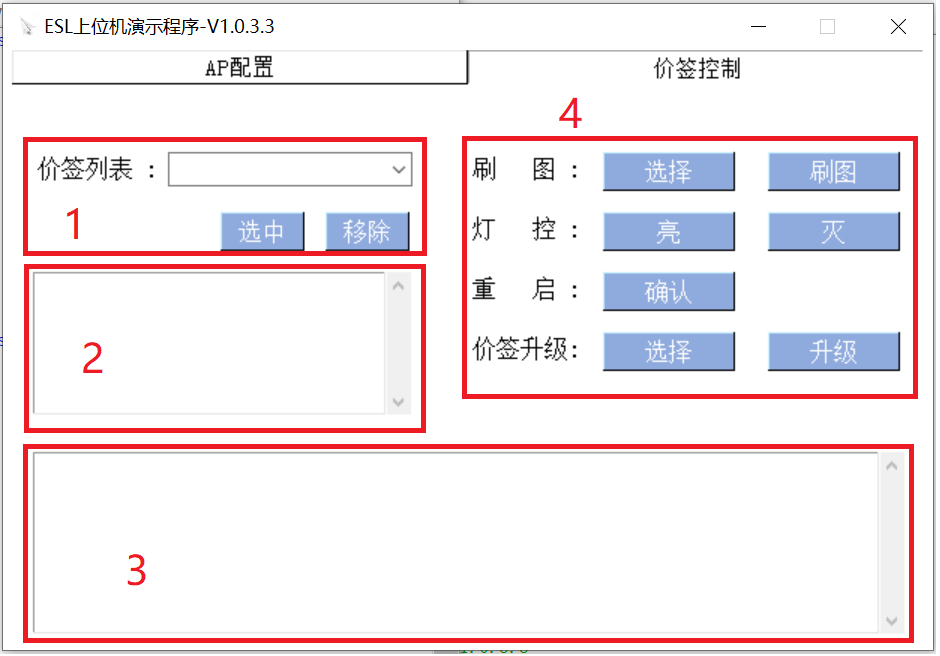 ESL上位机演示程序-V1.0.3.3
AP配置
价签控制
价签列表 :
选中 移除
1
2
3
4
刷 图 : 选择 刷图
灯 控 : 亮 灭
重 启 : 确认
价签升级: 选择 升级